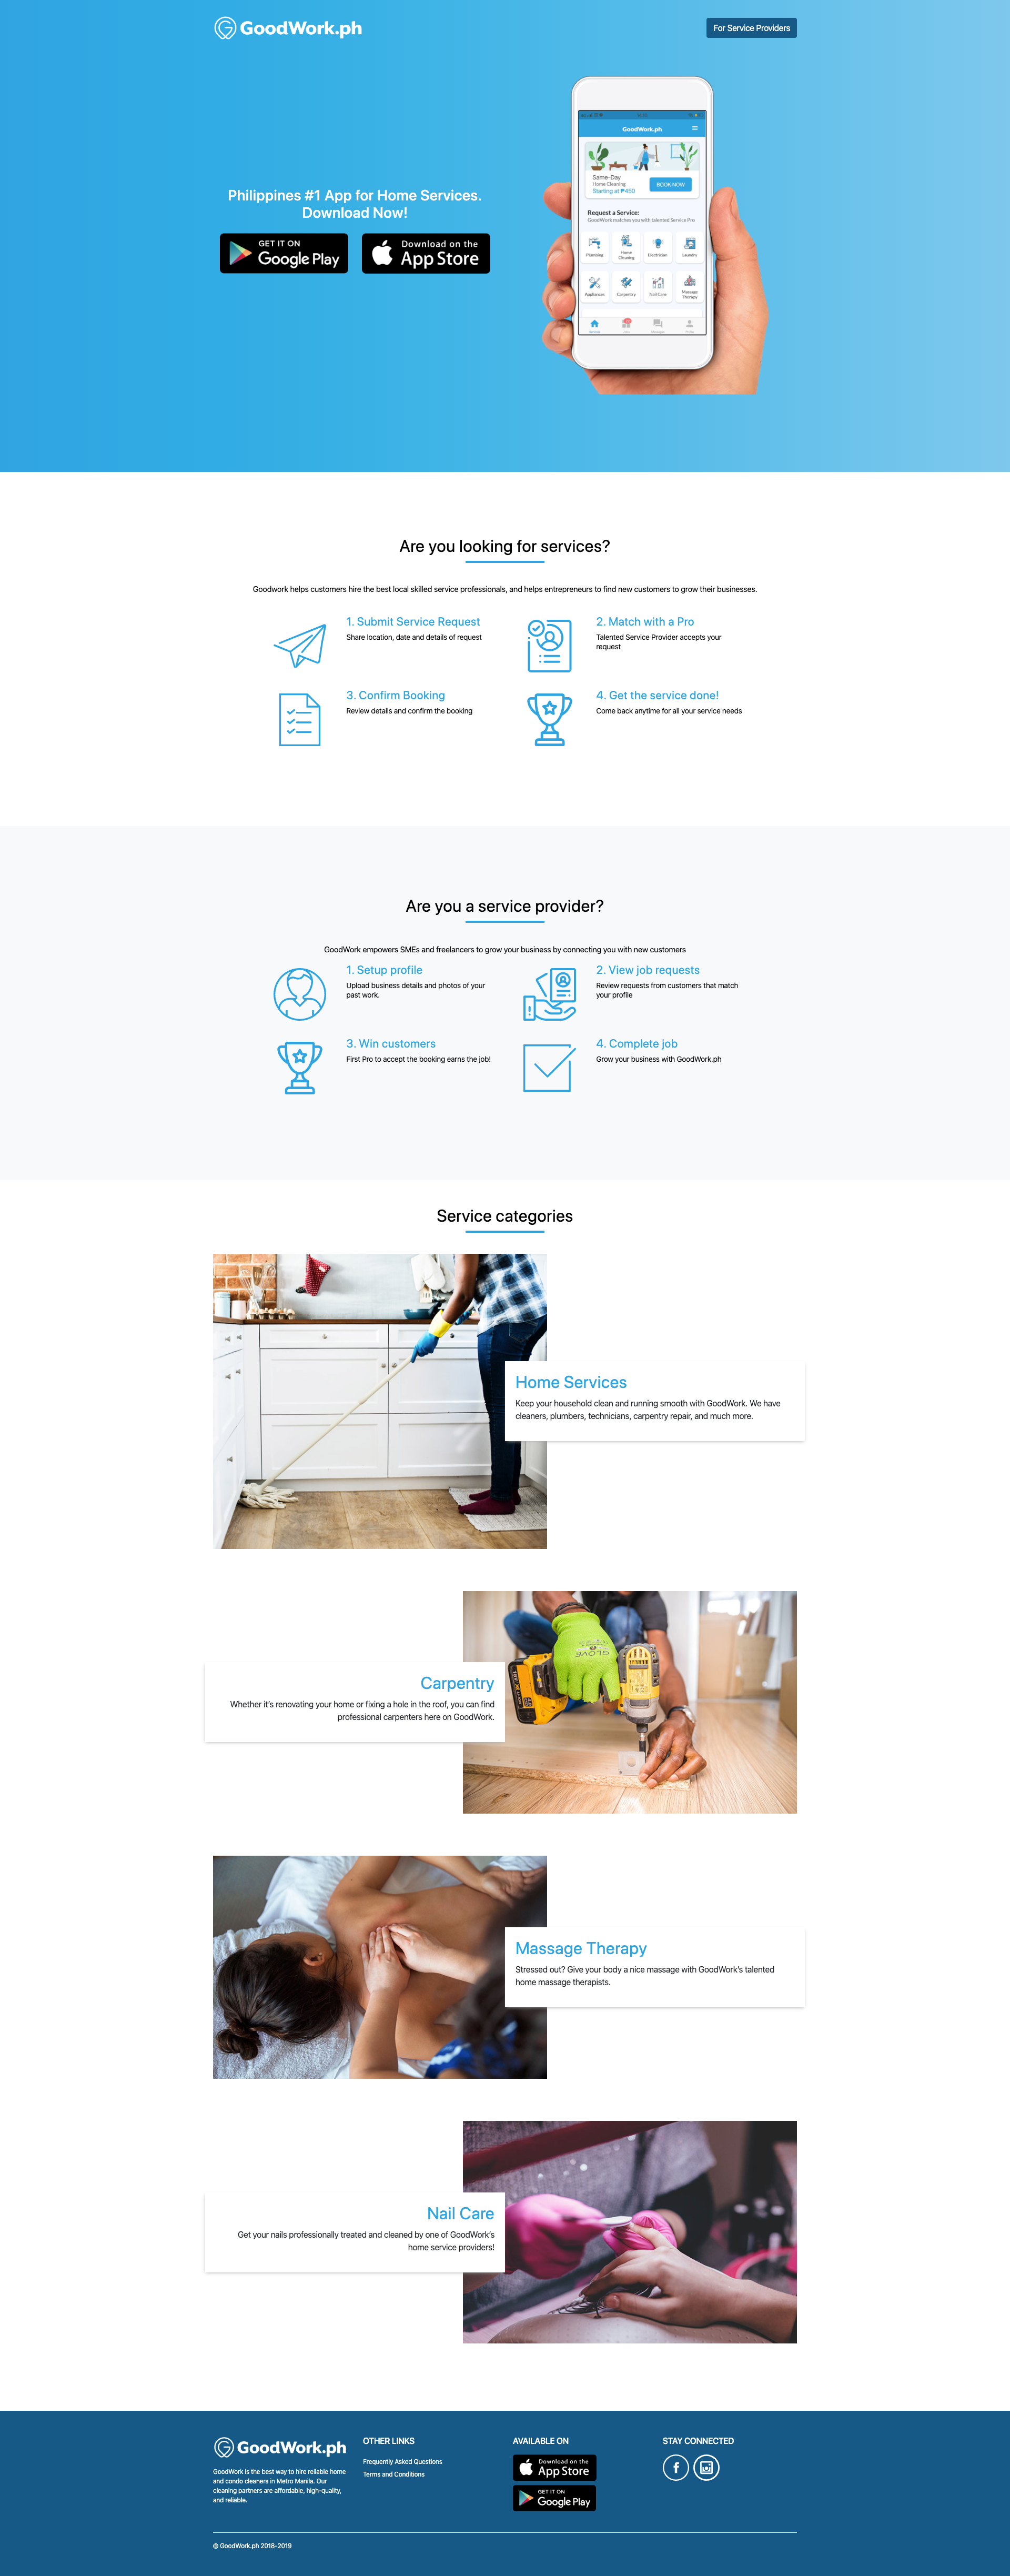 GoodWork.ph
For Service Providers
GoodWork.ph
Same-Day
Home Cleaning
Starting at ₱450
BOOK NOW
Request a Service:
GoodWork matches you with talented Service Pro
Plumbing
Home Cleaning
Electrician
Laundry
Appliances
Carpentry
Nail Care
Massage Therapy
Philippines #1 App for Home Services.
Download Now!
GET IT ON
Google Play
Download on the
App Store
Are you looking for services?
Goodwork helps customers hire the best local skilled service professionals, and helps entrepreneurs to find new customers to grow their businesses.
1. Submit Service Request
Share location, date and details of request
2. Match with a Pro
Talented Service Provider accepts your
request
3. Confirm Booking
Review details and confirm the booking
4. Get the service done!
Come back anytime for all your service needs
Are you a service provider?
GoodWork empowers SMEs and freelancers to grow your business by connecting you with new customers
1. Setup profile
Upload business details and photos of your
past work.
2. View job requests
Review requests from customers that match
your profile
3. Win customers
First Pro to accept the booking earns the job!
4. Complete job
Grow your business with GoodWork.ph
Service categories
Home Services
Keep your household clean and running smooth with GoodWork. We have
cleaners, plumbers, technicians, carpentry repair, and much more.
Carpentry
Whether it's renovating your home or fixing a hole in the roof, you can find
professional carpenters here on GoodWork.
Massage Therapy
Stressed out? Give your body a nice massage with GoodWork's talented
home massage therapists.
Nail Care
Get your nails professionally treated and cleaned by one of GoodWork's
home service providers!
GoodWork.ph
GoodWork is the best way to hire reliable home
and condo cleaners in Metro Manila. Our
cleaning partners are affordable, high-quality,
and reliable.
OTHER LINKS
Frequently Asked Questions
Terms and Conditions
AVAILABLE ON
Download on the
App Store
GET IT ON
Google Play
STAY CONNECTED
© GoodWork.ph 2018-2019